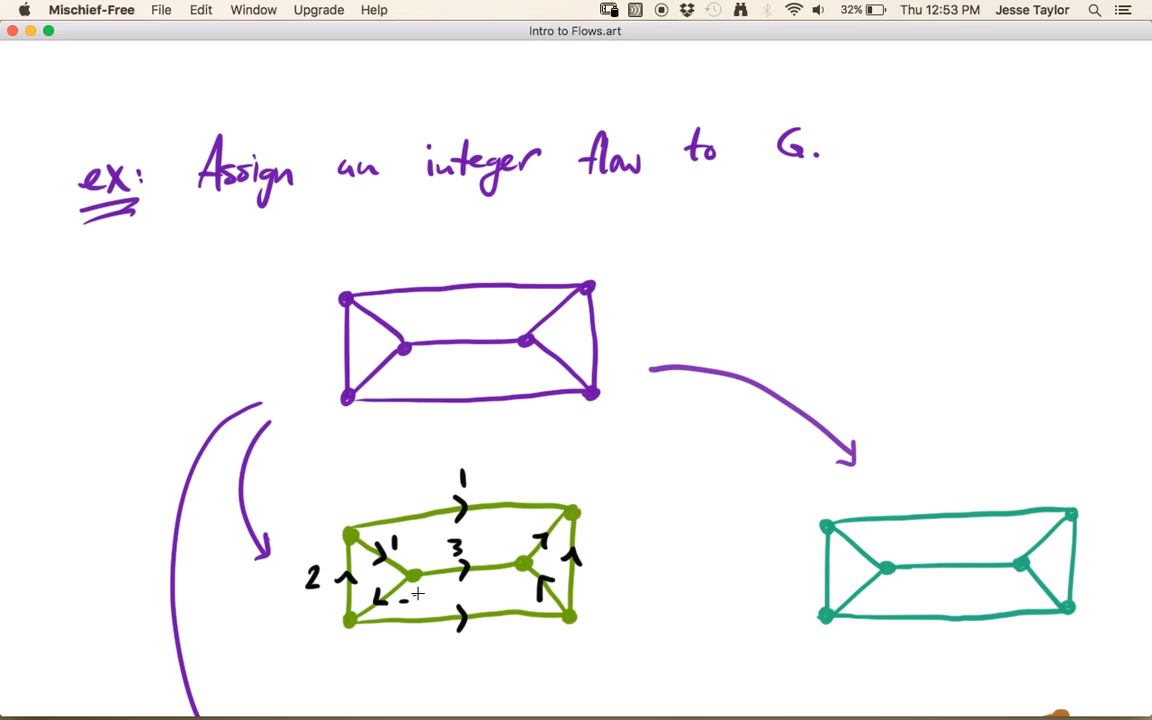 Mischief-Free File Edit Window Upgrade Help 32% Thu 12:53 PM Jesse Taylor
Intro to Flows.art
ex: Assign an integer flow to G.
1
1
3
2
-